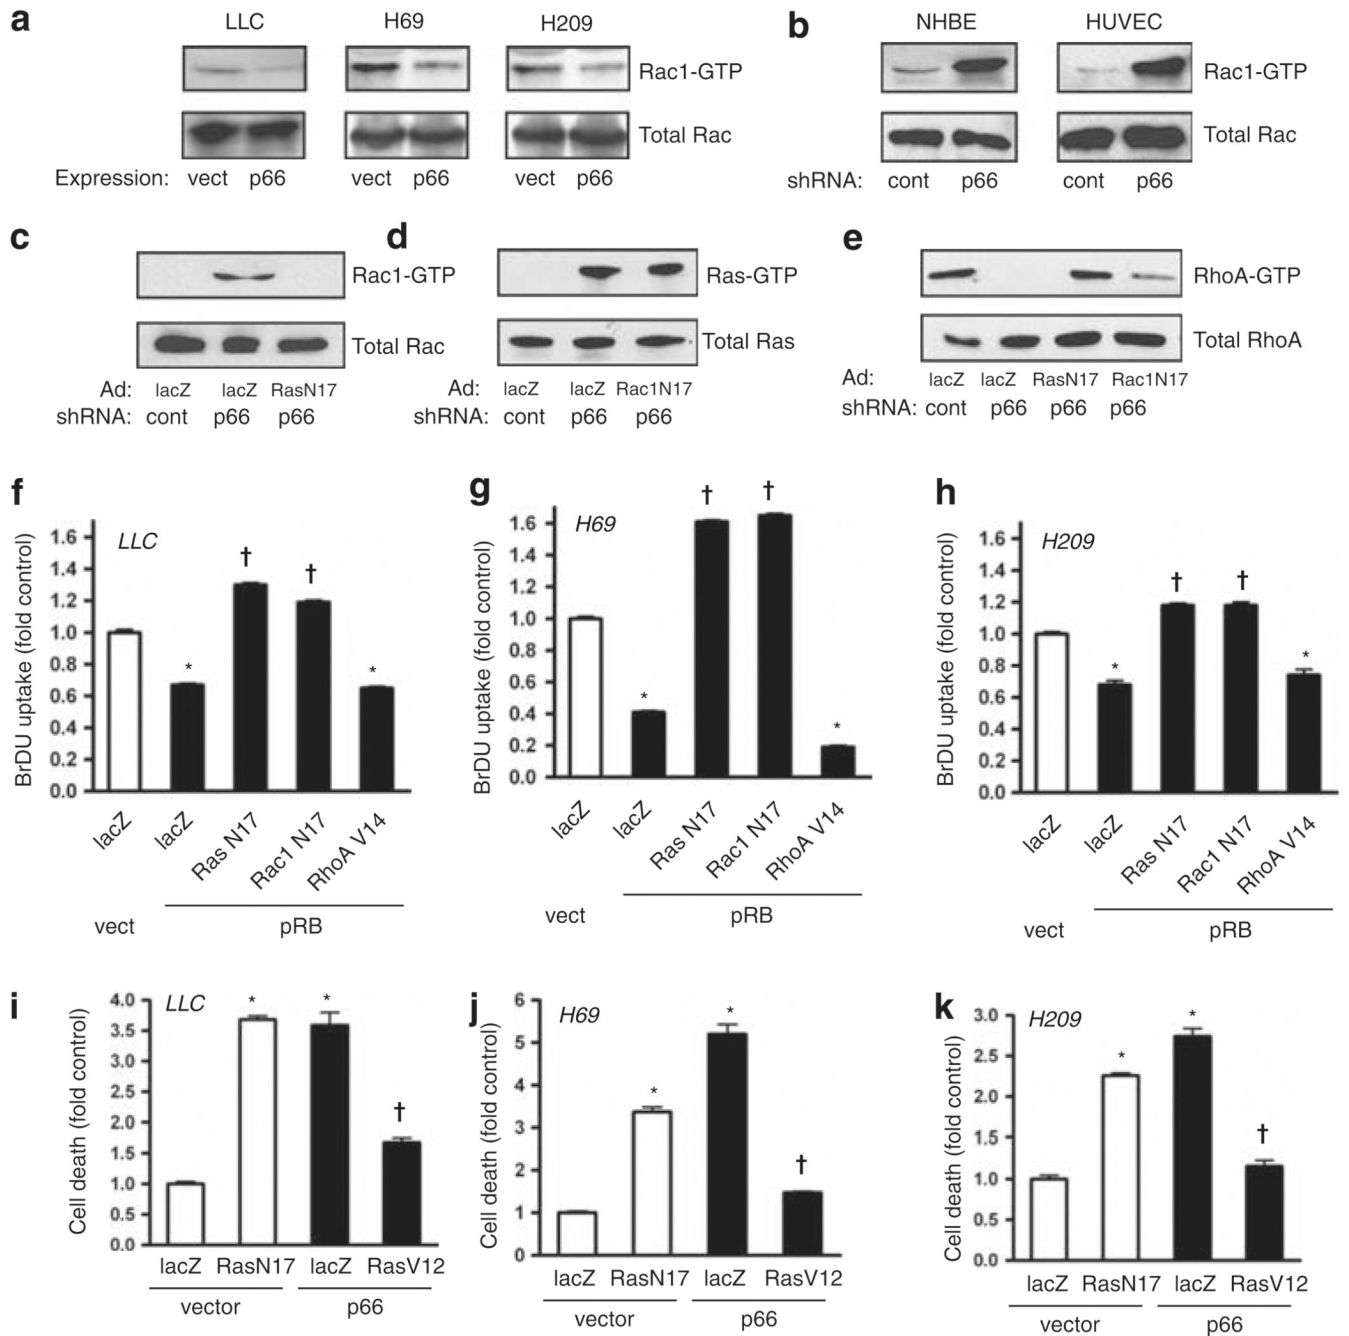 a
LLC H69 H209
Rac1-GTP
Total Rac
Expression: vect p66 vect p66 vect p66
b
NHBE HUVEC
Rac1-GTP
Total Rac
shRNA: cont p66 cont p66
c
Rac1-GTP
Total Rac
Ad: lacZ lacZ RasN17
shRNA: cont p66 p66
d
Ras-GTP
Total Ras
Ad: lacZ lacZ Rac1N17
shRNA: cont p66 p66
e
RhoA-GTP
Total RhoA
Ad: lacZ lacZ RasN17 Rac1N17
shRNA: cont p66 p66 p66
f
LLC
BrDU uptake (fold control)
1.6
1.4
1.2
1.0
0.8
0.6
0.4
0.2
0.0
†
†
*
*
lacZ lacZ Ras N17 Rac1 N17 RhoA V14
vect pRB
g
H69
BrDU uptake (fold control)
1.6
1.4
1.2
1.0
0.8
0.6
0.4
0.2
0.0
† †
*
*
lacZ lacZ Ras N17 Rac1 N17 RhoA V14
vect pRB
h
H209
BrDU uptake (fold control)
1.6
1.4
1.2
1.0
0.8
0.6
0.4
0.2
0.0
† †
*
*
lacZ lacZ Ras N17 Rac1 N17 RhoA V14
vect pRB
i
LLC
Cell death (fold control)
4.0
3.5
3.0
2.5
2.0
1.5
1.0
0.5
0.0
* *
†
lacZ RasN17 lacZ RasV12
vector p66
j
H69
Cell death (fold control)
6
5
4
3
2
1
0
*
*
†
lacZ RasN17 lacZ RasV12
vector p66
k
H209
Cell death (fold control)
3.0
2.5
2.0
1.5
1.0
0.5
0.0
*
*
†
lacZ RasN17 lacZ RasV12
vector p66